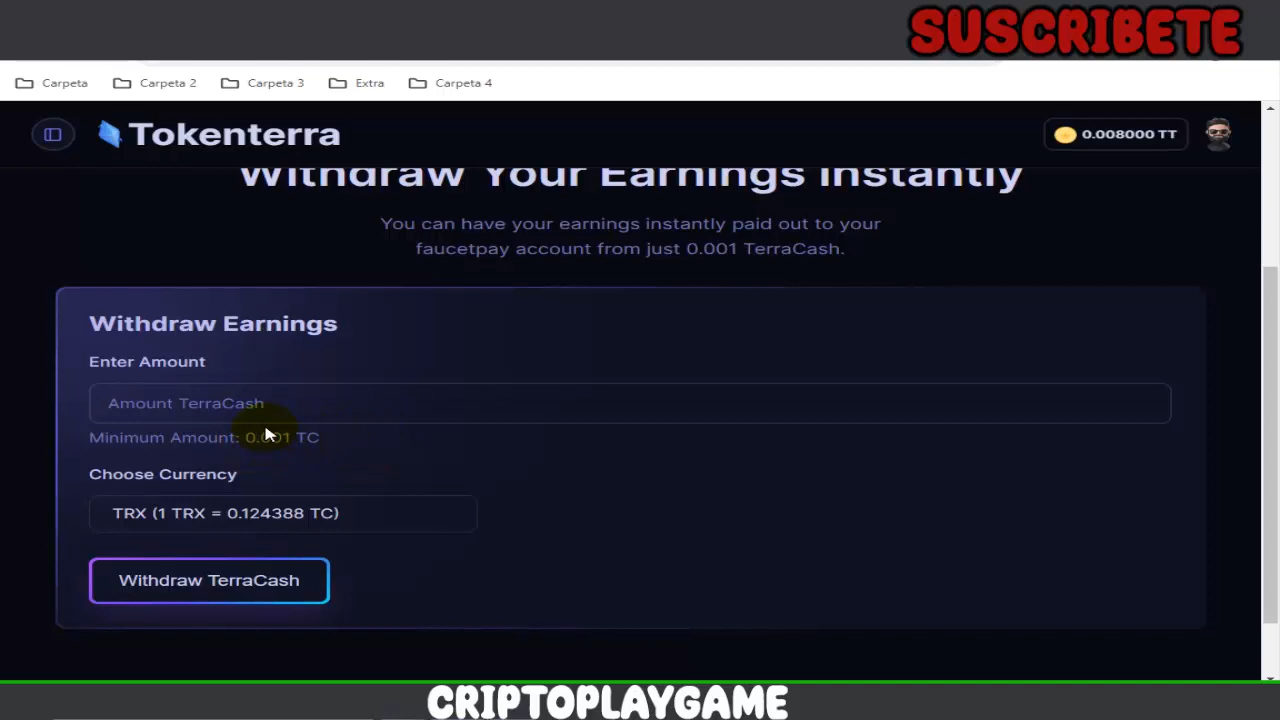 SUSCRIBETE
Carpeta Carpeta 2 Carpeta 3 Extra Carpeta 4
Tokenterra 0.008000 TT
Withdraw Your Earnings Instantly
You can have your earnings instantly paid out to your
faucetpay account from just 0.001 TerraCash.
Withdraw Earnings
Enter Amount
Amount TerraCash
Minimum Amount: 0.001 TC
Choose Currency
TRX (1 TRX = 0.124388 TC)
Withdraw TerraCash
CRIPTOPLAYGAME